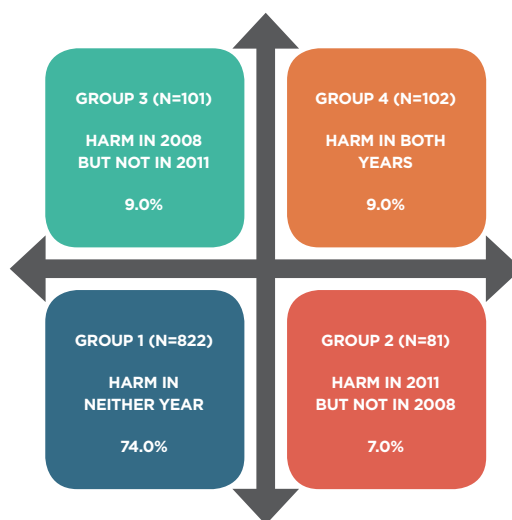 GROUP 3 (N=101)
HARM IN 2008
BUT NOT IN 2011
9.0%
GROUP 4 (N=102)
HARM IN BOTH
YEARS
9.0%
GROUP 1 (N=822)
HARM IN
NEITHER YEAR
74.0%
GROUP 2 (N=81)
HARM IN 2011
BUT NOT IN 2008
7.0%